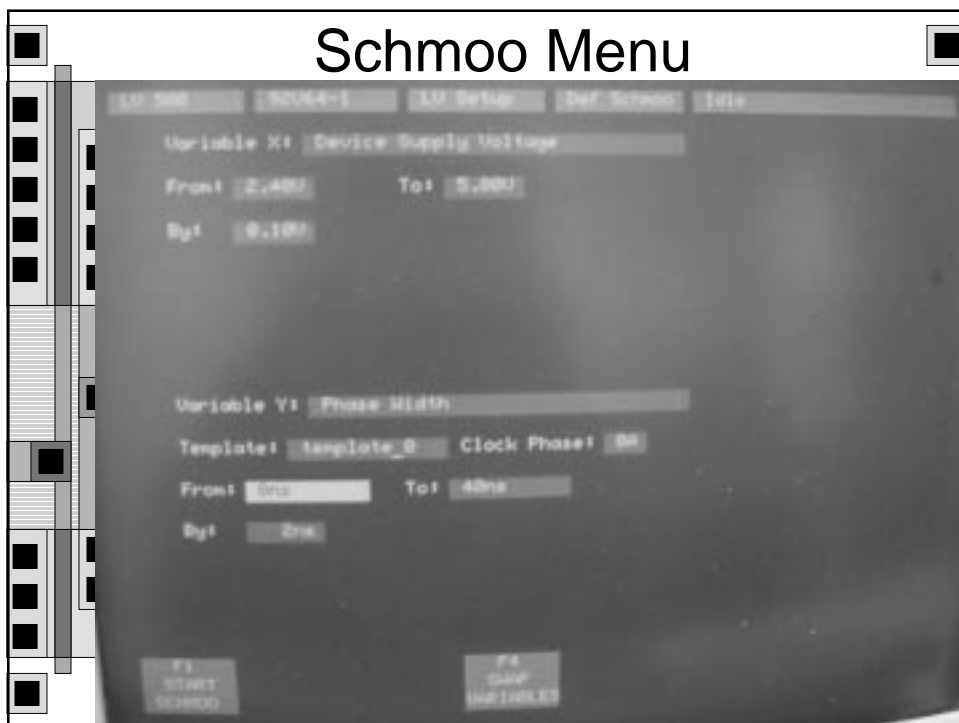 Schmoo Menu
LV 500 92V64-1 LV Setup Def Schmoo Idle
Variable X: Device Supply Voltage
From: 2.40V To: 5.00V
By: 0.10V
Variable Y: Phase Width
Template: template_0 Clock Phase: 0A
From: To: 40ns
By: 2ns
F1 F4
START SWAP
SCHMOO VARIABLES